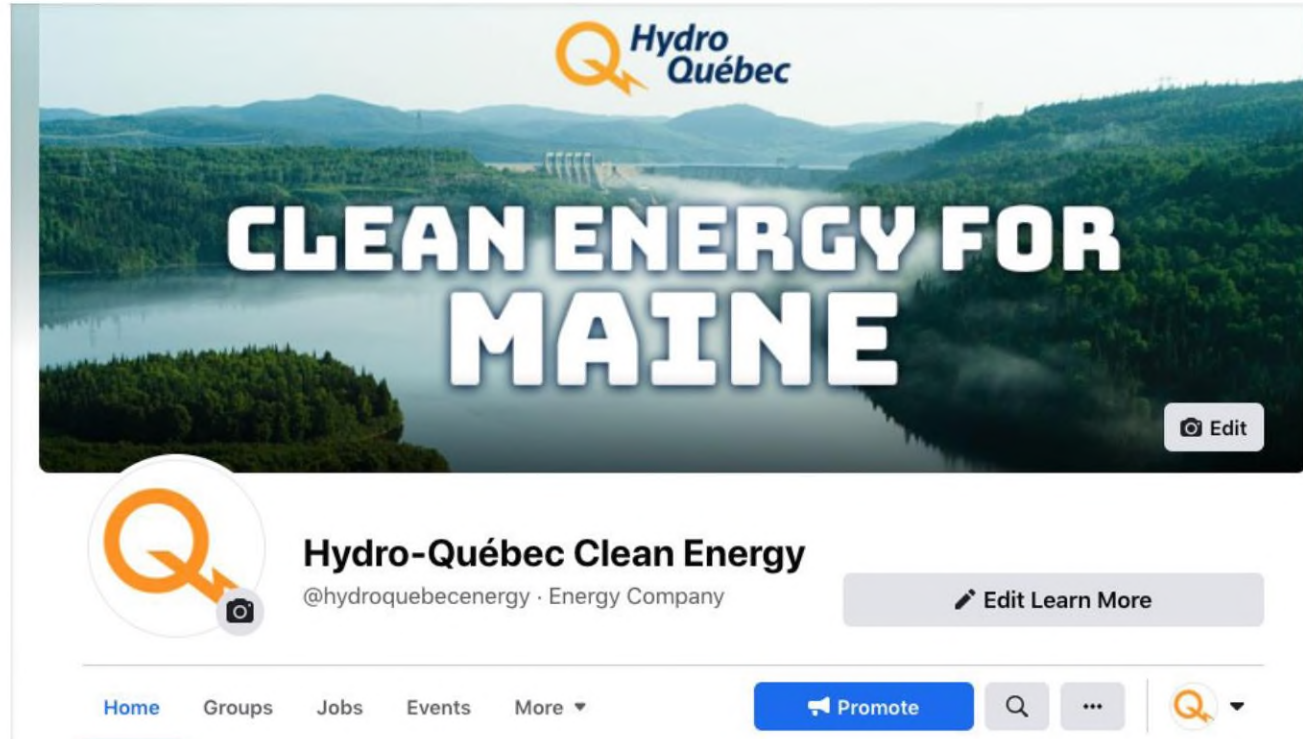 Hydro
Québec
CLEAN ENERGY FOR
MAINE
Edit
Hydro-Québec Clean Energy
@hydroquebecenergy · Energy Company
Edit Learn More
Home Groups Jobs Events More Promote